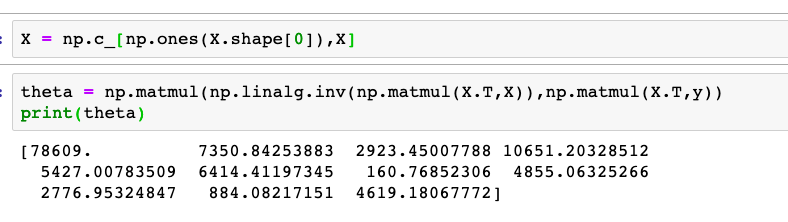 : X = np.c_[np.ones(X.shape[0]),X]
: theta = np.matmul(np.linalg.inv(np.matmul(X.T,X)),np.matmul(X.T,y))
print(theta)
[78609. 7350.84253883 2923.45007788 10651.20328512
5427.00783509 6414.41197345 160.76852306 4855.06325266
2776.95324847 884.08217151 4619.18067772]